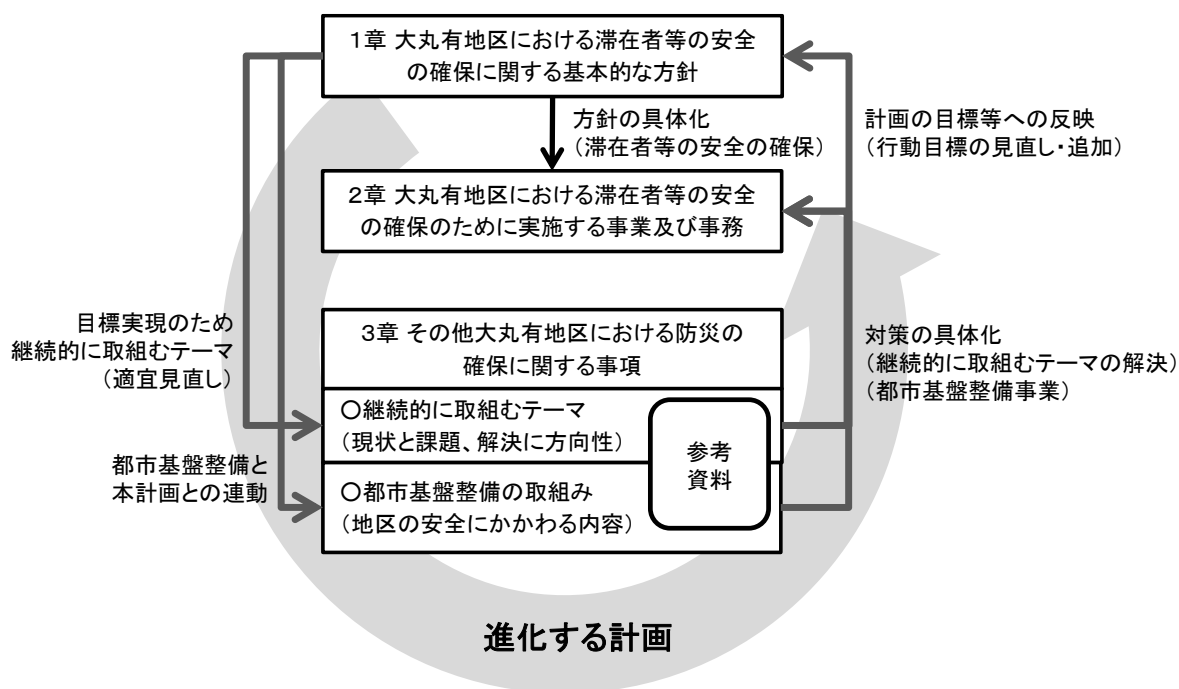 1章 大丸有地区における滞在者等の安全
の確保に関する基本的な方針
方針の具体化
(滞在者等の安全の確保)
計画の目標等への反映
(行動目標の見直し・追加)
2章 大丸有地区における滞在者等の安全
の確保のために実施する事業及び事務
目標実現のため
継続的に取組むテーマ
(適宜見直し)
3章 その他大丸有地区における防災の
確保に関する事項
対策の具体化
(継続的に取組むテーマの解決)
(都市基盤整備事業)
○継続的に取組むテーマ
(現状と課題、解決に方向性)
参考
資料
都市基盤整備と
本計画との連動
○都市基盤整備の取組み
(地区の安全にかかわる内容)
進化する計画